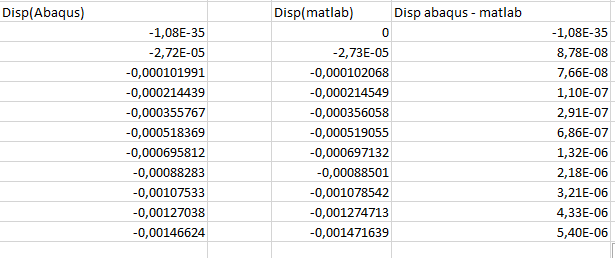 Disp(Abaqus) Disp(matlab) Disp abaqus - matlab
-1,08E-35 0 -1,08E-35
-2,72E-05 -2,73E-05 8,78E-08
-0,000101991 -0,000102068 7,66E-08
-0,000214439 -0,000214549 1,10E-07
-0,000355767 -0,000356058 2,91E-07
-0,000518369 -0,000519055 6,86E-07
-0,000695812 -0,000697132 1,32E-06
-0,00088283 -0,00088501 2,18E-06
-0,00107533 -0,001078542 3,21E-06
-0,00127038 -0,001274713 4,33E-06
-0,00146624 -0,001471639 5,40E-06